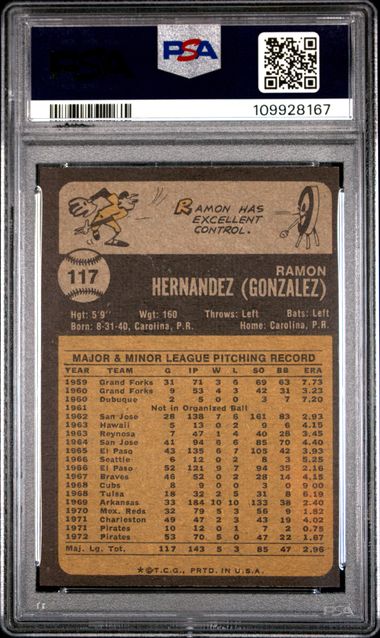 PSA
109928167
RAMON HAS
EXCELLENT
CONTROL.
117
RAMON
HERNANDEZ (GONZALEZ)
Hgt: 5'9" Wgt: 160 Throws: Left Bats: Left
Born: 8-31-40, Carolina, P.R. Home: Carolina, P.R.
MAJOR & MINOR LEAGUE PITCHING RECORD
YEAR TEAM G IP W L SO BB ERA
1959 Grand Forks 31 71 3 6 69 63 7.73
1960 Grand Forks 9 53 4 3 42 31 3.23
1960 Dubuque 2 5 0 0 3 7 7.20
1961 Not in Organized Ball
1962 San Jose 28 138 7 6 161 83 2.93
1963 Hawaii 5 13 0 2 9 6 4.15
1963 Reynosa 7 47 1 4 40 28 3.45
1964 San Jose 41 94 6 6 85 70 4.40
1965 El Paso 43 135 6 7 105 42 3.93
1966 Seattle 6 12 0 2 8 3 5.25
1966 El Paso 52 121 9 7 94 35 2.16
1967 Braves 46 52 0 2 28 14 4.15
1968 Cubs 8 9 0 0 3 0 9.00
1968 Tulsa 18 32 2 5 31 8 6.19
1969 Arkansas 33 184 10 10 133 38 2.40
1970 Mex. Reds 32 79 5 3 56 9 1.82
1971 Charleston 49 47 2 3 43 19 4.02
1971 Pirates 10 12 0 1 7 2 0.75
1972 Pirates 53 70 5 0 47 22 1.67
Maj. Lg. Tot. 117 143 5 3 85 47 2.96
*©T.C.G., PRTD. IN U.S.A.